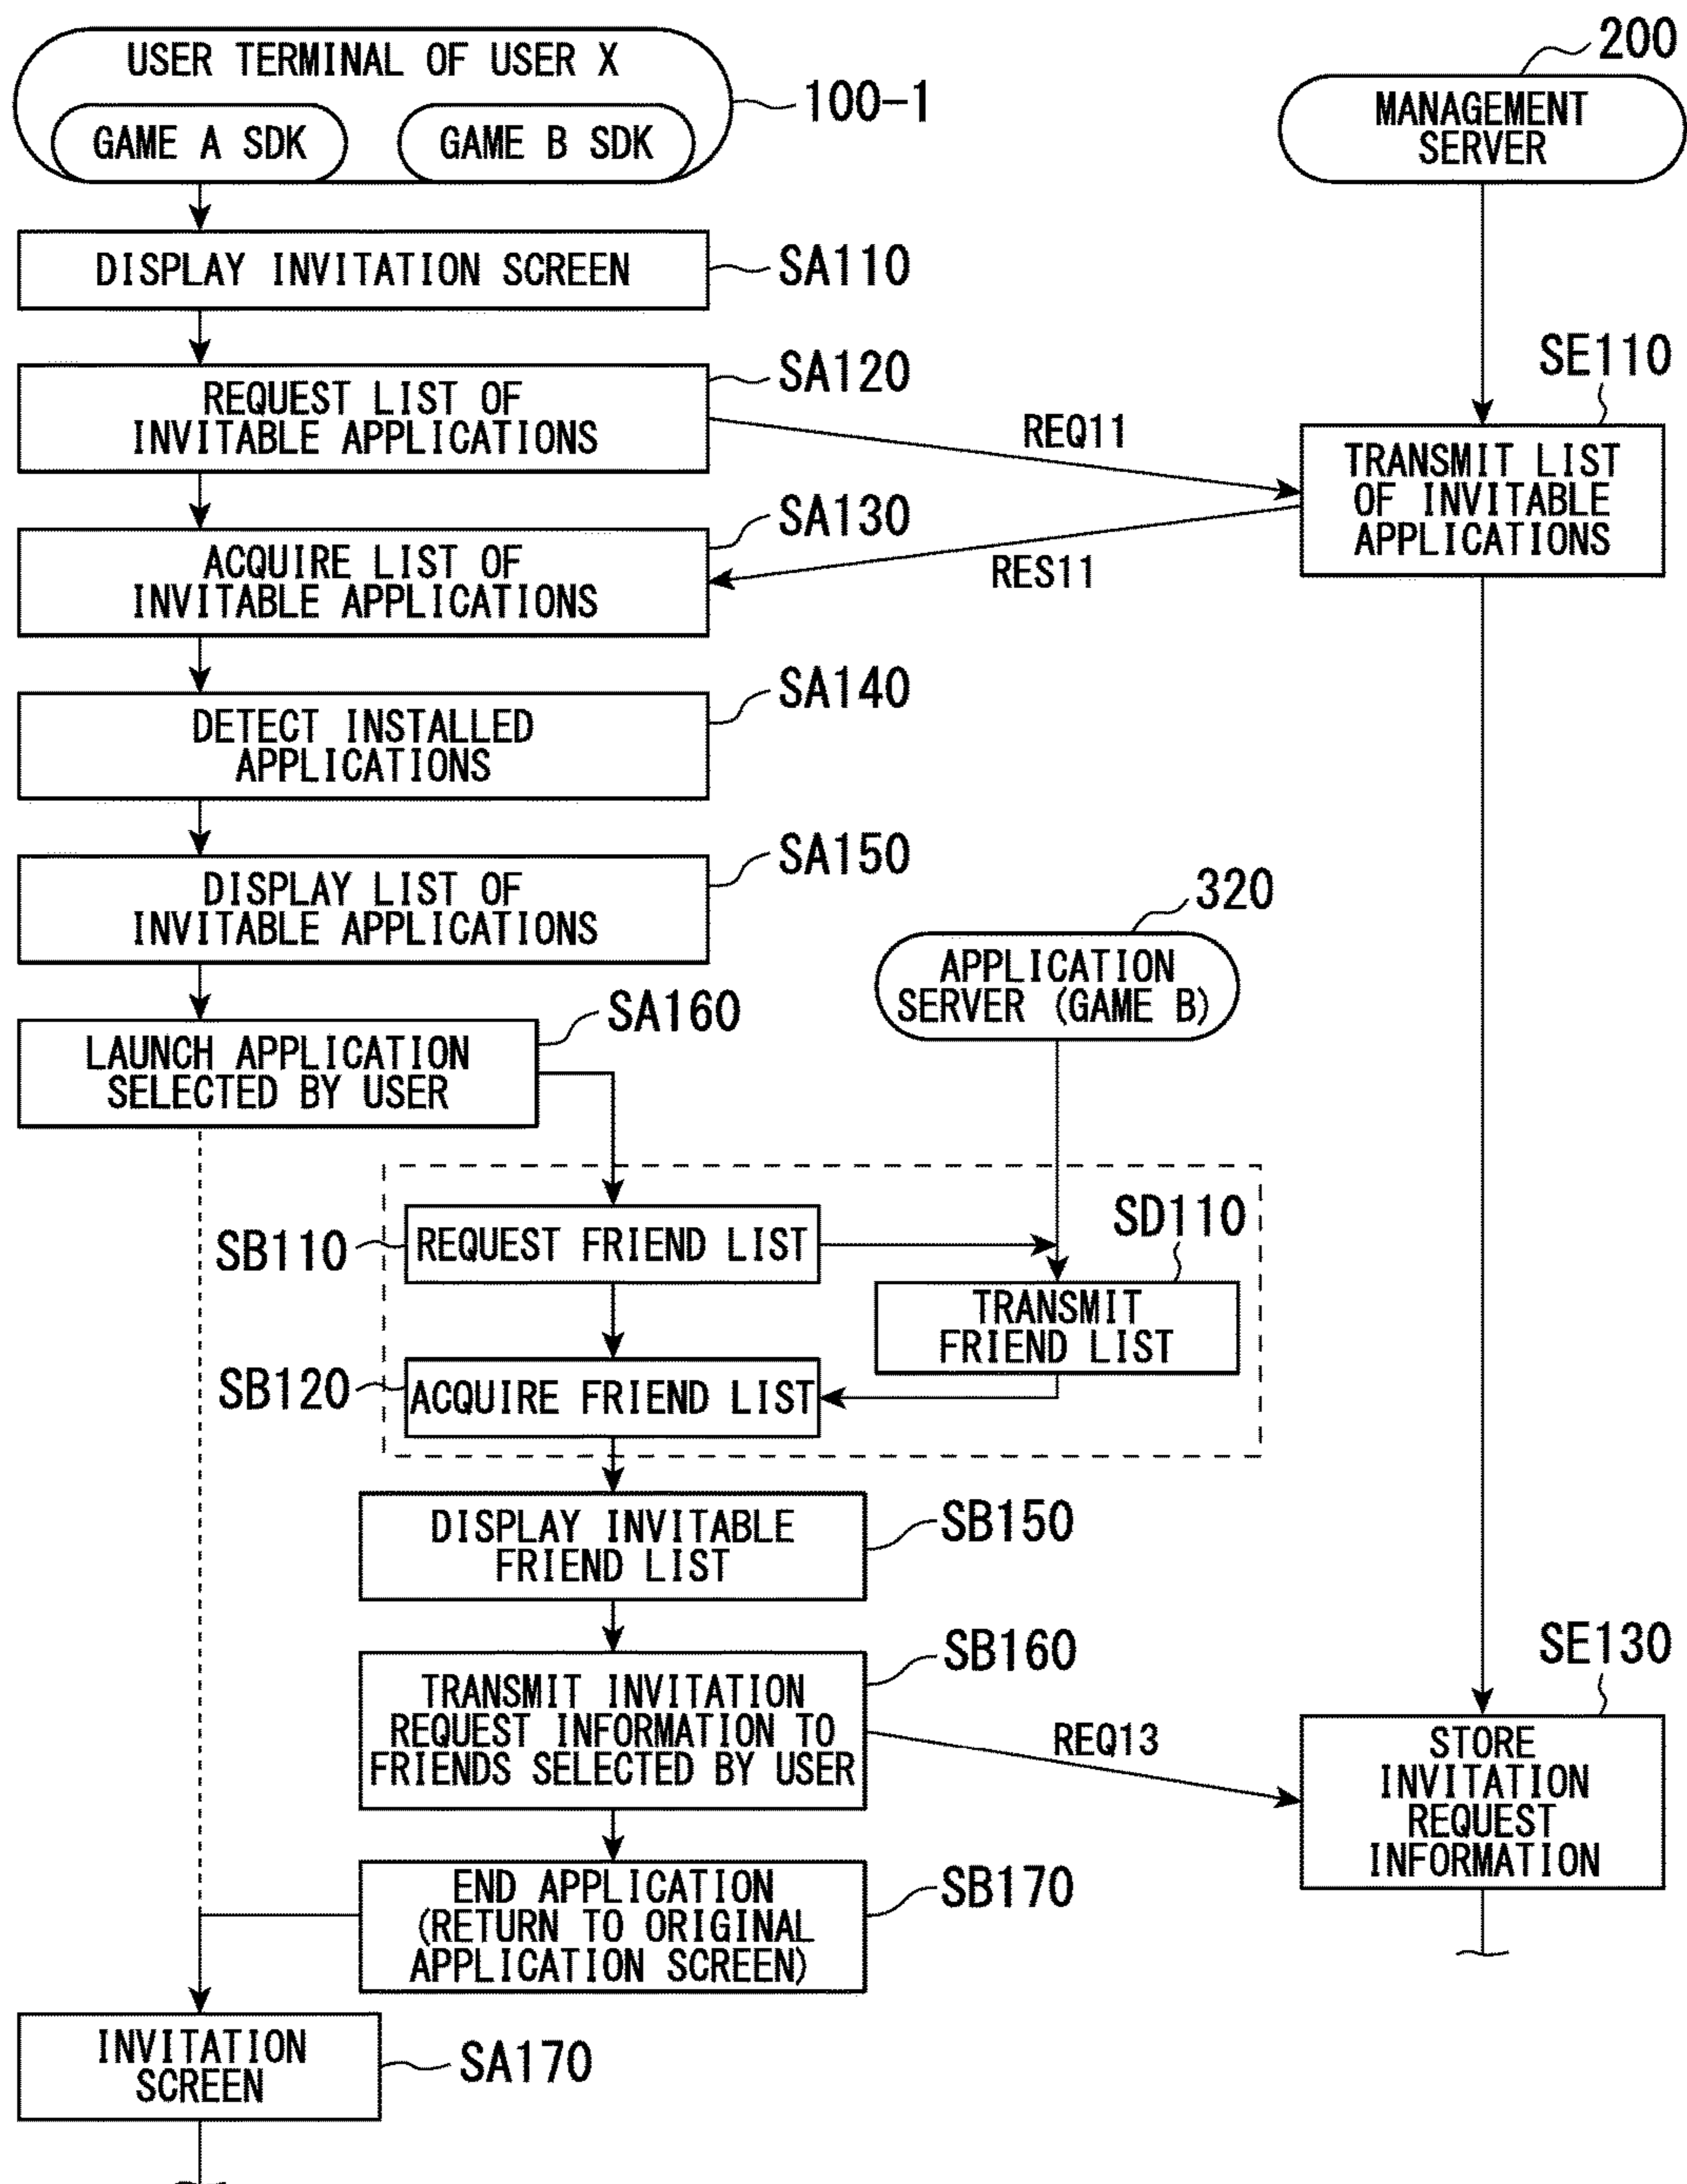 USER TERMINAL OF USER X
GAME A SDK
GAME B SDK
100-1
200
MANAGEMENT
SERVER
DISPLAY INVITATION SCREEN
SA110
REQUEST LIST OF
INVITABLE APPLICATIONS
SA120
REQ11
SE110
TRANSMIT LIST
OF INVITABLE
APPLICATIONS
ACQUIRE LIST OF
INVITABLE APPLICATIONS
SA130
RES11
DETECT INSTALLED
APPLICATIONS
SA140
DISPLAY LIST OF
INVITABLE APPLICATIONS
SA150
320
APPLICATION
SERVER (GAME B)
LAUNCH APPLICATION
SELECTED BY USER
SA160
SB110
REQUEST FRIEND LIST
SD110
TRANSMIT
FRIEND LIST
SB120
ACQUIRE FRIEND LIST
DISPLAY INVITABLE
FRIEND LIST
SB150
TRANSMIT INVITATION
REQUEST INFORMATION TO
FRIENDS SELECTED BY USER
SB160
REQ13
SE130
STORE
INVITATION
REQUEST
INFORMATION
END APPLICATION
(RETURN TO ORIGINAL
APPLICATION SCREEN)
SB170
INVITATION
SCREEN
SA170